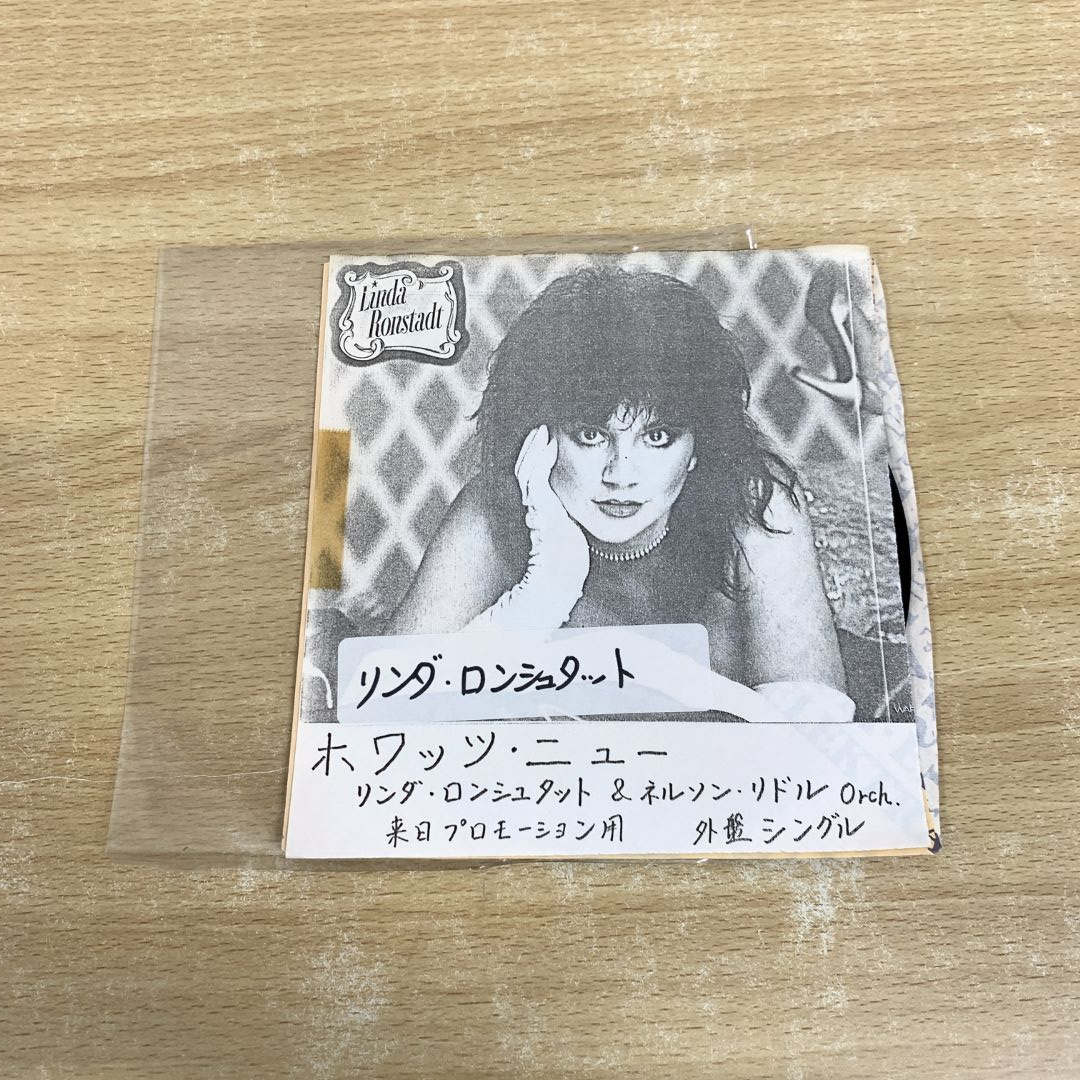 Linda
Ronstadt
リンダ・ロンシュタット
ホワッツ・ニュー
リンダ・ロンシュタット & ネルソン・リドル Orch.
来日プロモーション用 外盤シングル